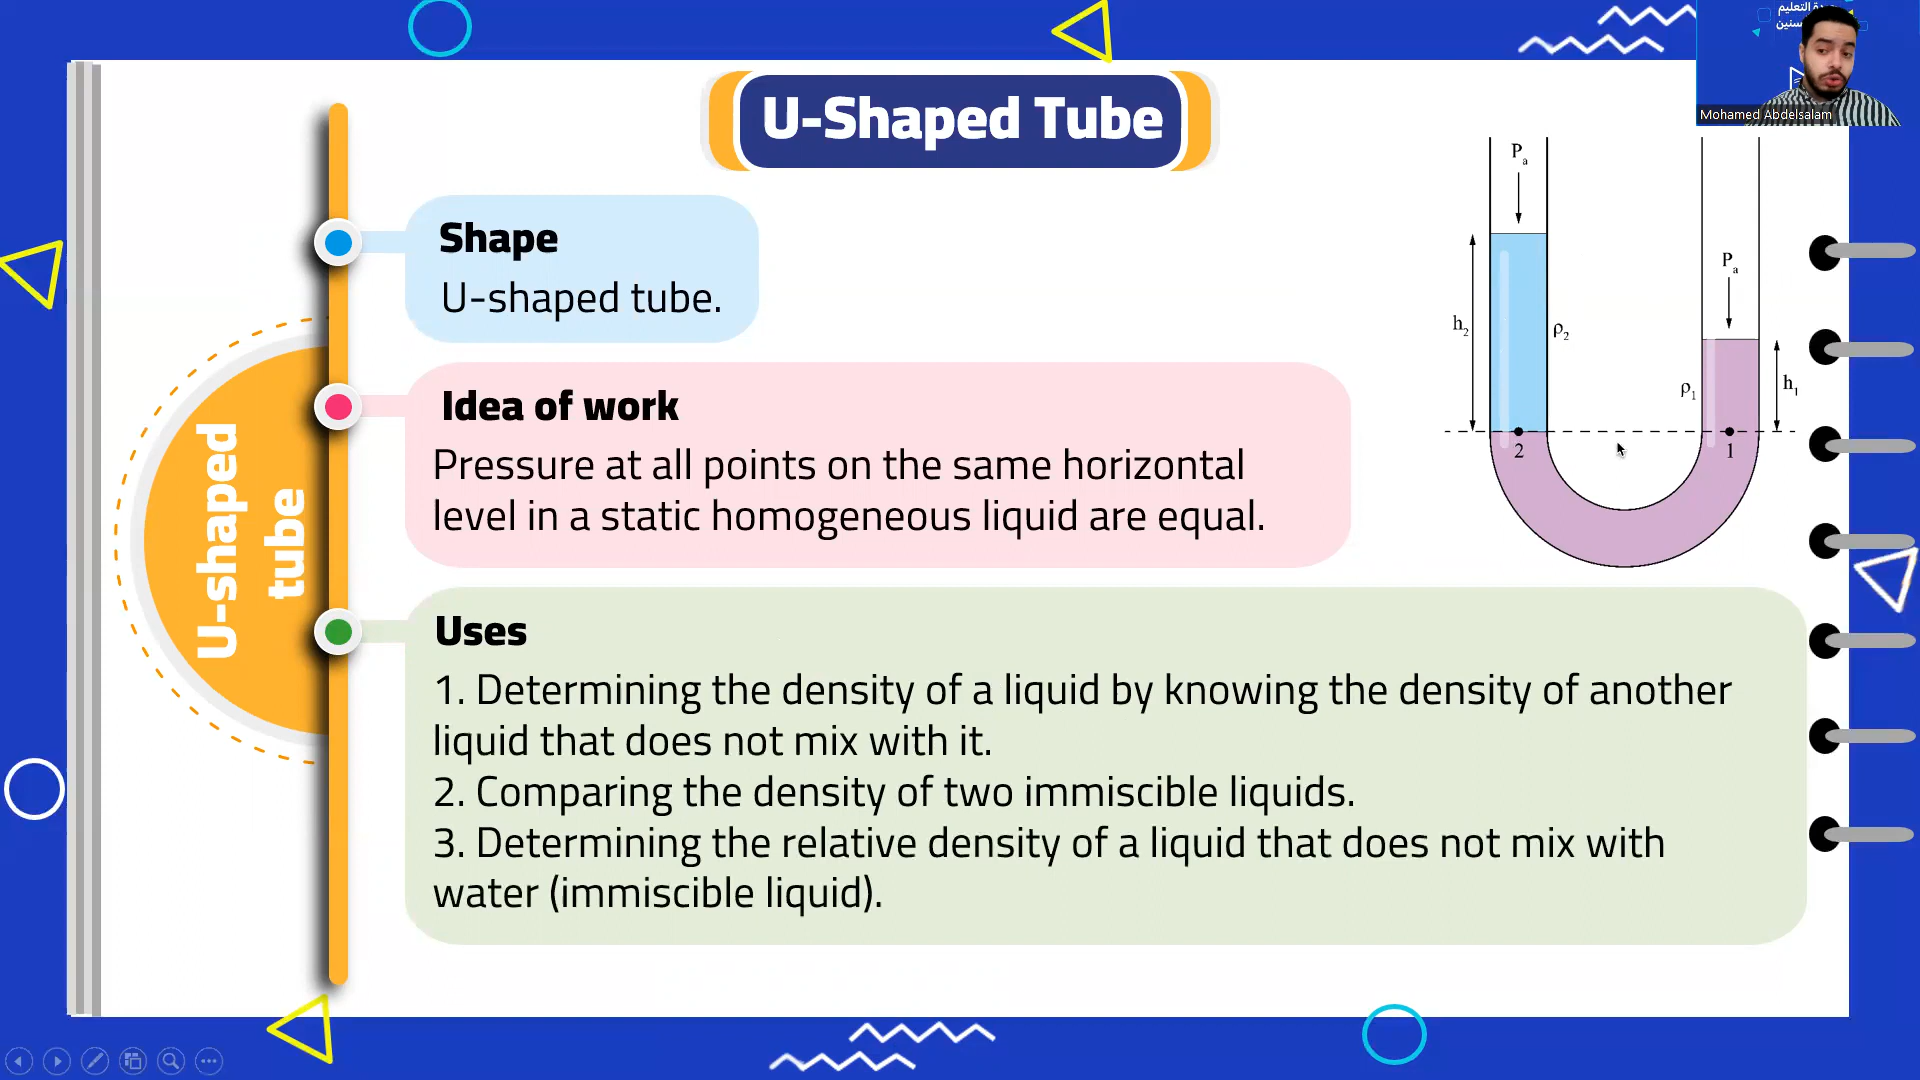 U-Shaped Tube
Mohamed Abdelsalam
Shape
U-shaped tube.
Idea of work
Pressure at all points on the same horizontal
level in a static homogeneous liquid are equal.
U-shaped
tube
Uses
1. Determining the density of a liquid by knowing the density of another
liquid that does not mix with it.
2. Comparing the density of two immiscible liquids.
3. Determining the relative density of a liquid that does not mix with
water (immiscible liquid).
Pa
Pa
h2
ρ2
ρ1
h1
2
1